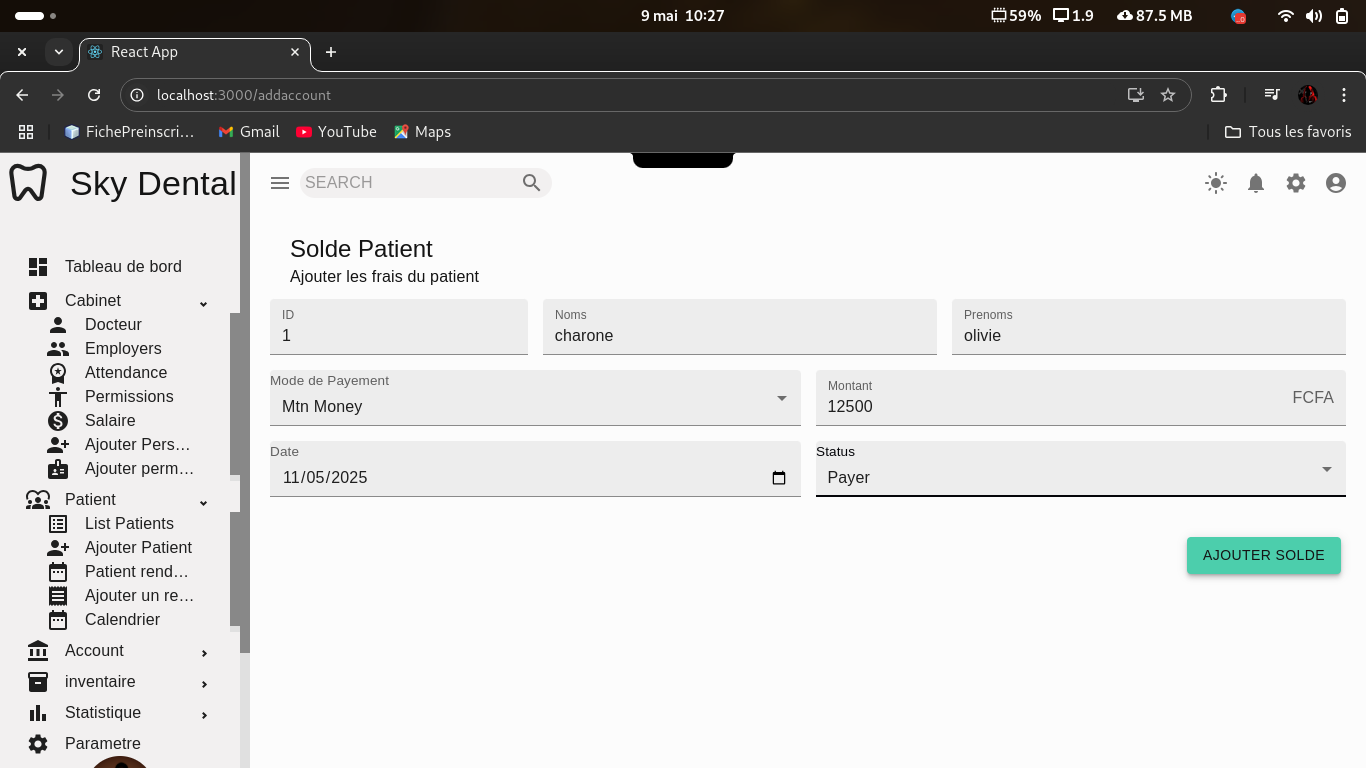 9 mai 10:27
59% 1.9 87.5 MB
React App
localhost:3000/addaccount
FichePreinscri… Gmail YouTube Maps Tous les favoris
Sky Dental
SEARCH
Tableau de bord
Cabinet
Docteur
Employers
Attendance
Permissions
Salaire
Ajouter Pers…
Ajouter perm…
Patient
List Patients
Ajouter Patient
Patient rend…
Ajouter un re…
Calendrier
Account
inventaire
Statistique
Parametre
Solde Patient
Ajouter les frais du patient
ID
1
Noms
charone
Prenoms
olivie
Mode de Payement
Mtn Money
Montant
12500 FCFA
Date
11/05/2025
Status
Payer
AJOUTER SOLDE